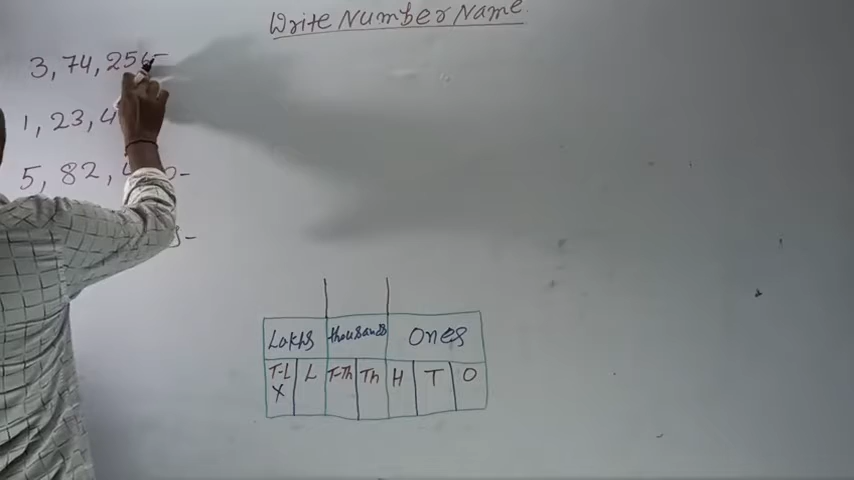 Write Number Name.
3, 74, 256-
1, 23, 4
5, 82,
Lakhs thousands Ones
T-L L T-Th Th H T O
X